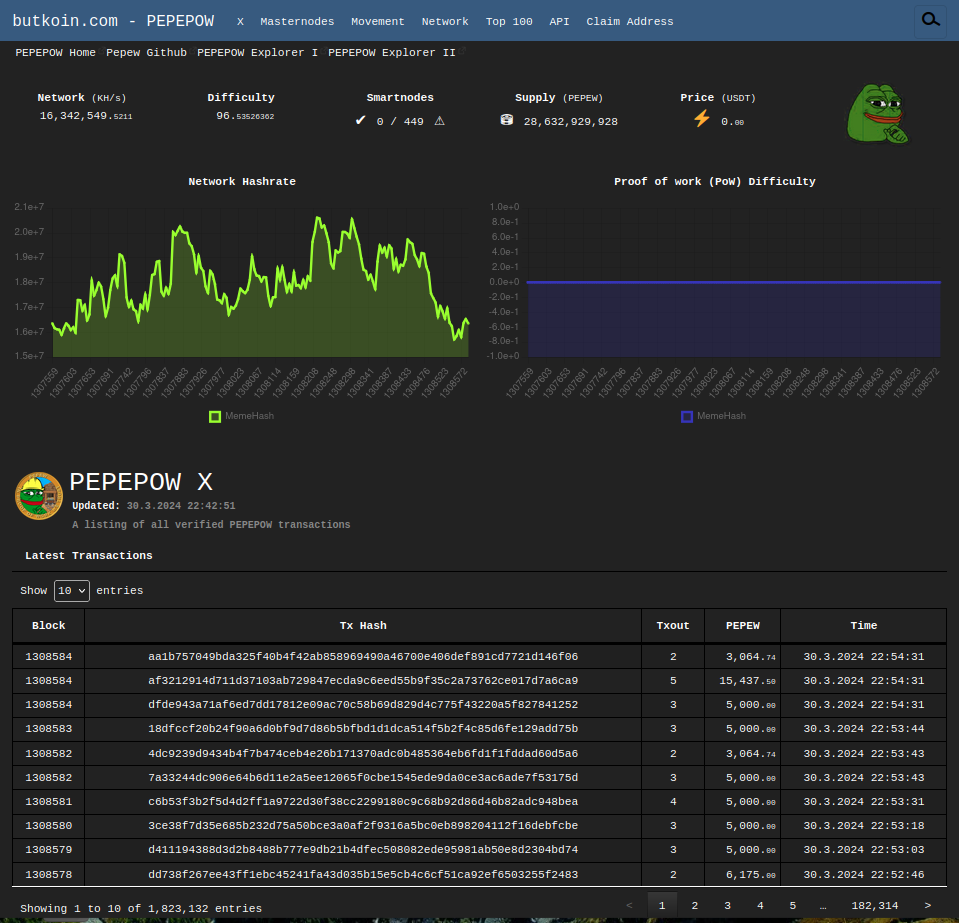 butkoin.com - PEPEPOW X Masternodes Movement Network Top 100 API Claim Address
PEPEPOW Home Pepew Github PEPEPOW Explorer I PEPEPOW Explorer II
Network (KH/s) Difficulty Smartnodes Supply (PEPEW) Price (USDT)
16,342,549.5211 96.53526362 ✔ 0 / 449 ⚠ 28,632,929,928 ⚡ 0.00
Network Hashrate
2.1e+7
2.0e+7
1.9e+7
1.8e+7
1.7e+7
1.6e+7
1.5e+7
1307559 1307603 1307653 1307691 1307742 1307796 1307837 1307883 1307926 1307977 1308023 1308067 1308114 1308159 1308208 1308248 1308298 1308341 1308387 1308433 1308476 1308523 1308572
MemeHash
Proof of work (PoW) Difficulty
1.0e+0
8.0e-1
6.0e-1
4.0e-1
2.0e-1
0.0e+0
-2.0e-1
-4.0e-1
-6.0e-1
-8.0e-1
-1.0e+0
1307559 1307603 1307653 1307691 1307742 1307796 1307837 1307883 1307926 1307977 1308023 1308067 1308114 1308159 1308208 1308248 1308298 1308341 1308387 1308433 1308476 1308523 1308572
MemeHash
PEPEPOW X
Updated: 30.3.2024 22:42:51
A listing of all verified PEPEPOW transactions
Latest Transactions
Show 10 entries
Block Tx Hash Txout PEPEW Time
1308584 aa1b757049bda325f40b4f42ab858969490a46700e406def891cd7721d146f06 2 3,064.74 30.3.2024 22:54:31
1308584 af3212914d711d37103ab729847ecda9c6eed55b9f35c2a73762ce017d7a6ca9 5 15,437.50 30.3.2024 22:54:31
1308584 dfde943a71af6ed7dd17812e09ac70c58b69d829d4c775f43220a5f827841252 3 5,000.00 30.3.2024 22:54:31
1308583 18dfccf20b24f90a6d0bf9d7d86b5bfbd1d1dca514f5b2f4c85d6fe129add75b 3 5,000.00 30.3.2024 22:53:44
1308582 4dc9239d9434b4f7b474ceb4e26b171370adc0b485364eb6fd1f1fddad60d5a6 2 3,064.74 30.3.2024 22:53:43
1308582 7a33244dc906e64b6d11e2a5ee12065f0cbe1545ede9da0ce3ac6ade7f53175d 3 5,000.00 30.3.2024 22:53:43
1308581 c6b53f3b2f5d4d2ff1a9722d30f38cc2299180c9c68b92d86d46b82adc948bea 4 5,000.00 30.3.2024 22:53:31
1308580 3ce38f7d35e685b232d75a50bce3a0af2f9316a5bc0eb898204112f16debfcbe 3 5,000.00 30.3.2024 22:53:18
1308579 d411194388d3d2b8488b777e9db21b4dfec508082ede95981ab50e8d2304bd74 3 5,000.00 30.3.2024 22:53:03
1308578 dd738f267ee43ff1ebc45241fa43d035b15e5cb4c6cf51ca92ef6503255f2483 2 6,175.00 30.3.2024 22:52:46
Showing 1 to 10 of 1,823,132 entries < 1 2 3 4 5 … 182,314 >